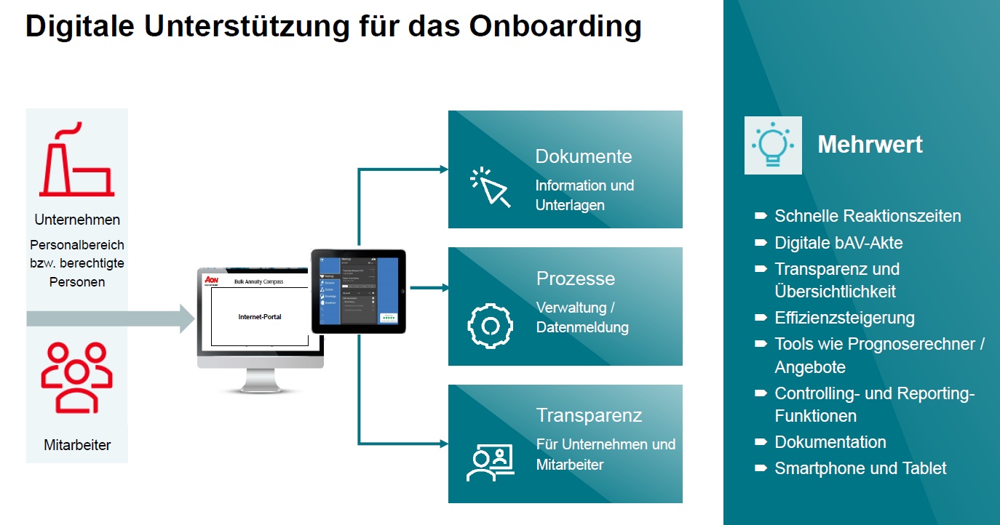 Digitale Unterstützung für das Onboarding
Unternehmen
Personalbereich
bzw. berechtigte
Personen
Mitarbeiter
AON
Bulk Annuity Compass
Internet-Portal
Meetings
Dokumente
Information und
Unterlagen
Prozesse
Verwaltung /
Datenmeldung
Transparenz
Für Unternehmen und
Mitarbeiter
Mehrwert
Schnelle Reaktionszeiten
Digitale bAV-Akte
Transparenz und
Übersichtlichkeit
Effizienzsteigerung
Tools wie Prognoserechner /
Angebote
Controlling- und Reporting-
Funktionen
Dokumentation
Smartphone und Tablet